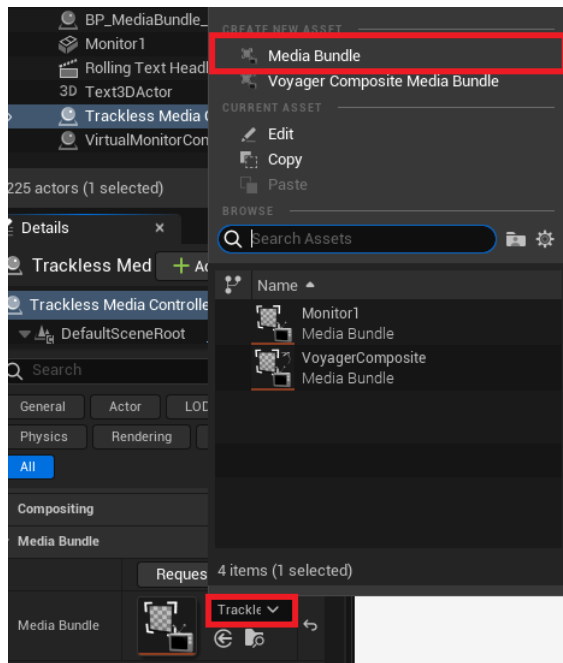 BP_MediaBundle_
Monitor1
Rolling Text Headl
3D Text3DActor
Trackless Media
VirtualMonitorCon
225 actors (1 selected)
Details
Trackless Med
Trackless Media Controlle
DefaultSceneRoot
Search
General Actor LOD
Physics Rendering
All
Compositing
Media Bundle
Reques
Media Bundle
CREATE NEW ASSET
Media Bundle
Voyager Composite Media Bundle
CURRENT ASSET
Edit
Copy
Paste
BROWSE
Search Assets
Name
Monitor1
Media Bundle
VoyagerComposite
Media Bundle
4 items (1 selected)
Trackle